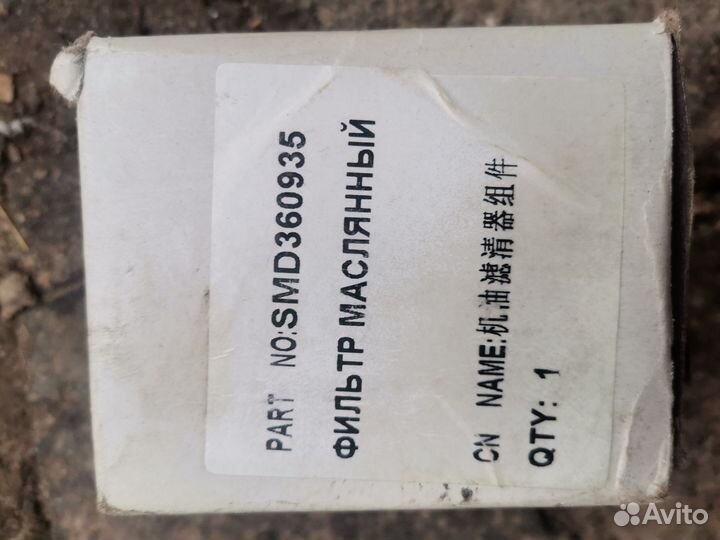 PART NO:SMD360935
ФИЛЬТР МАСЛЯННЫЙ
CN NAME:机油滤清器组件
QTY: 1
Avito